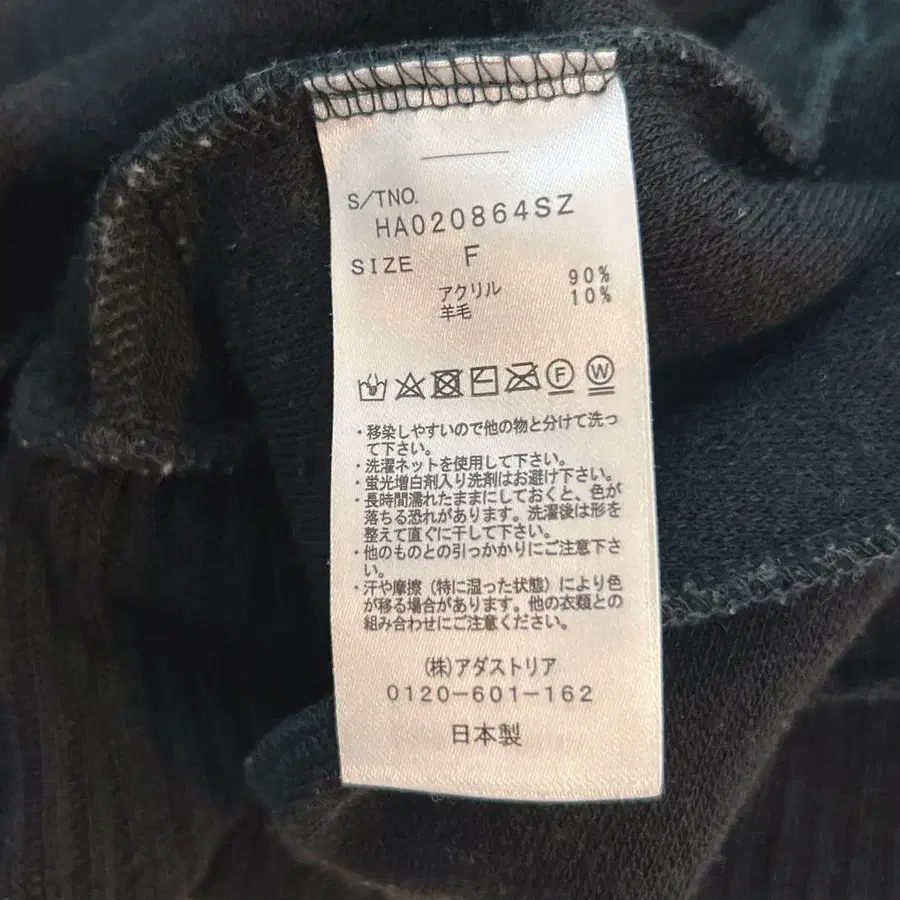 S/TNO.
HA020864SZ
SIZE F
アクリル 90%
羊毛 10%
F W
・移染しやすいので他の物と分けて洗っ
て下さい。
・洗濯ネットを使用して下さい。
・蛍光増白剤入り洗剤はお避け下さい。
・長時間濡れたままにしておくと、色が
落ちる恐れがあります。洗濯後は形を
整えて直ぐに干して下さい。
・他のものとの引っかかりにご注意下さ
い。
・汗や摩擦（特に湿った状態）により色
が移る場合があります。他の衣類との
組み合わせにご注意ください。
(株)アダストリア
0120-601-162
日本製